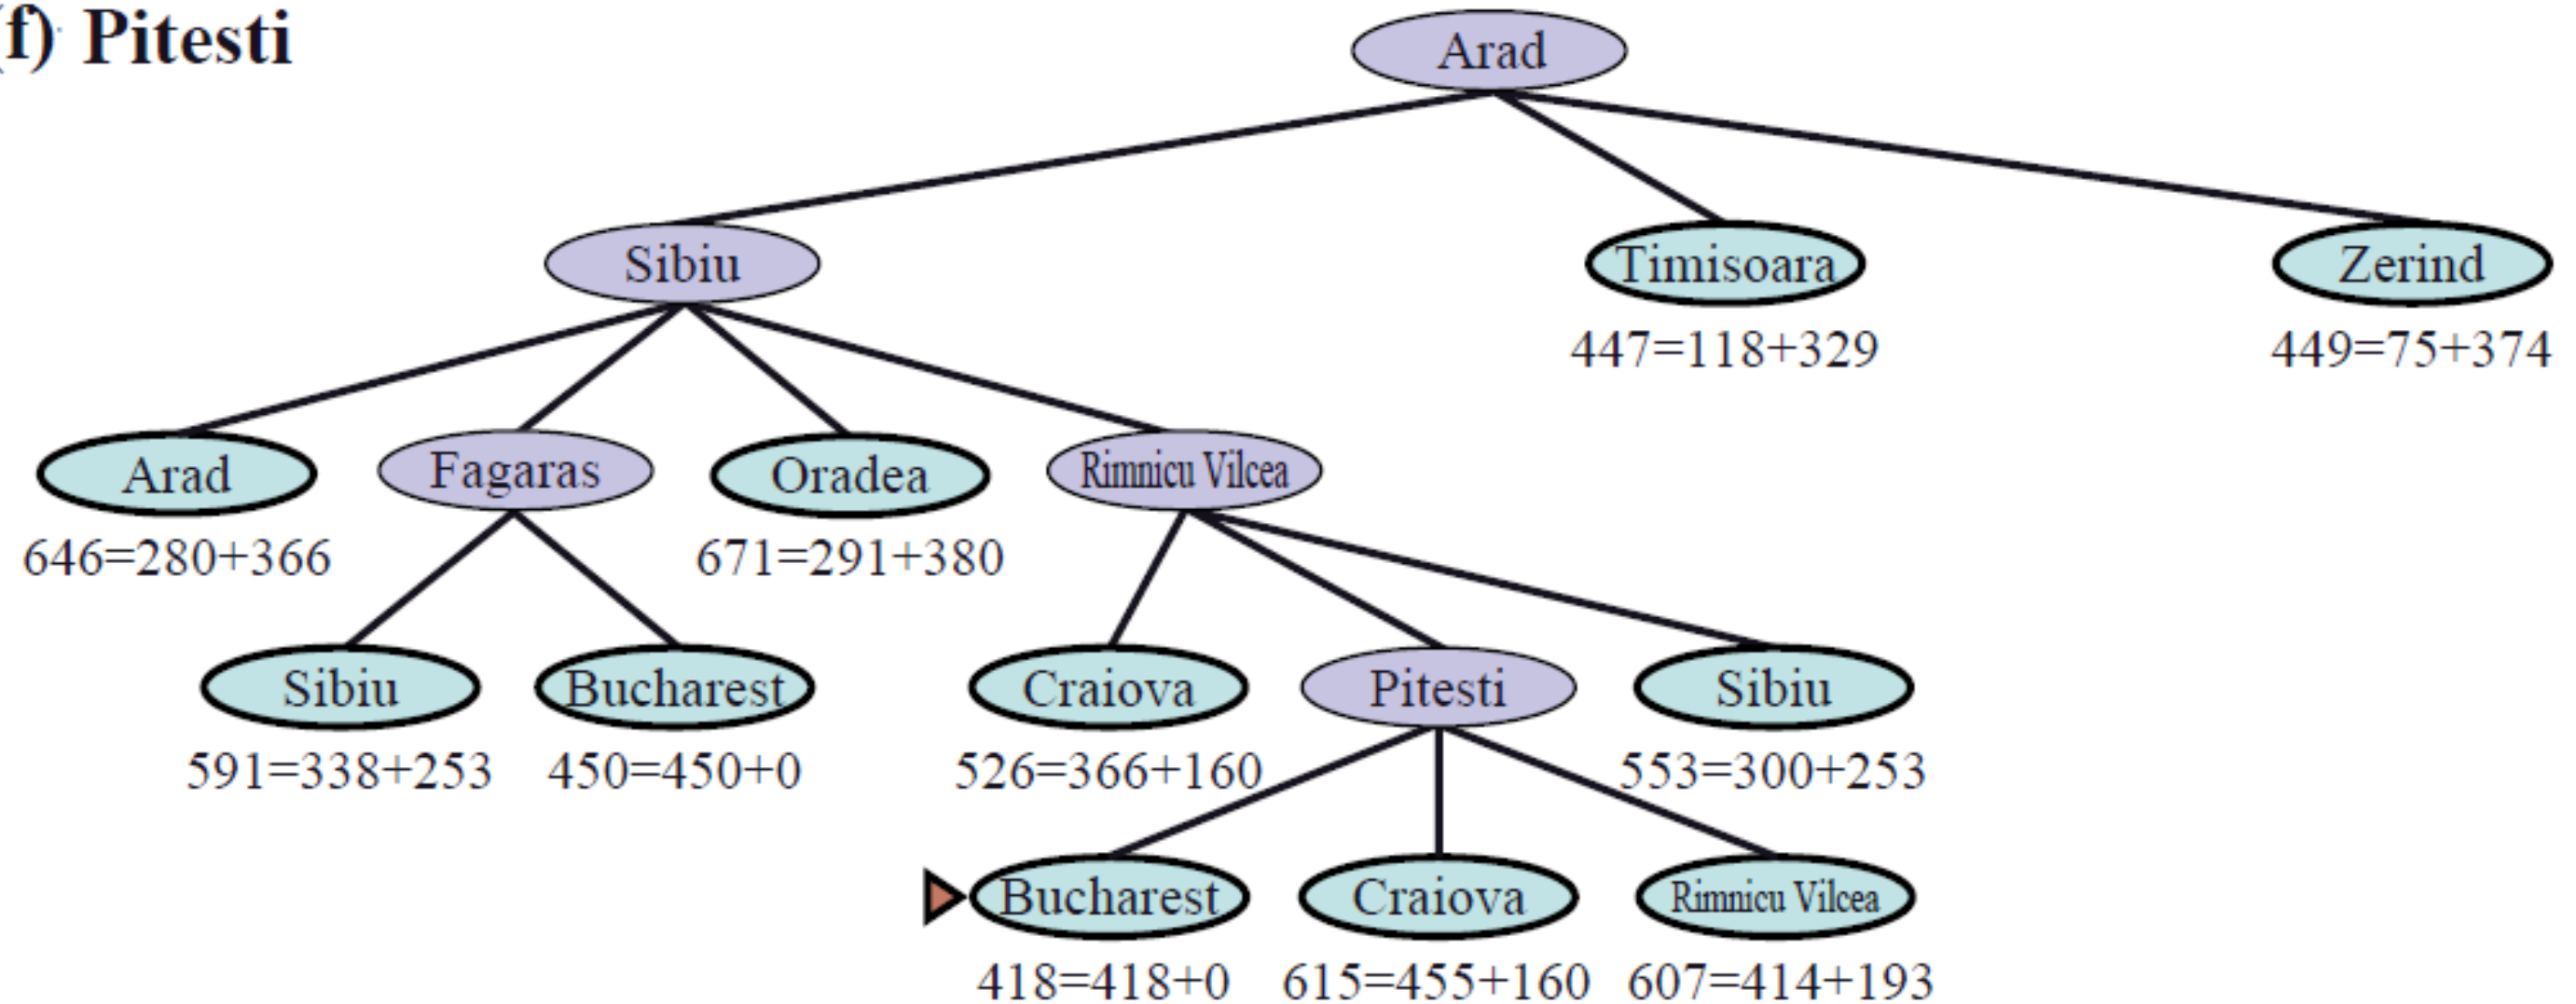 (f) Pitesti
Arad
Sibiu Timisoara Zerind
447=118+329 449=75+374
Arad Fagaras Oradea Rimnicu Vilcea
646=280+366 671=291+380
Sibiu Bucharest Craiova Pitesti Sibiu
591=338+253 450=450+0 526=366+160 553=300+253
Bucharest Craiova Rimnicu Vilcea
418=418+0 615=455+160 607=414+193